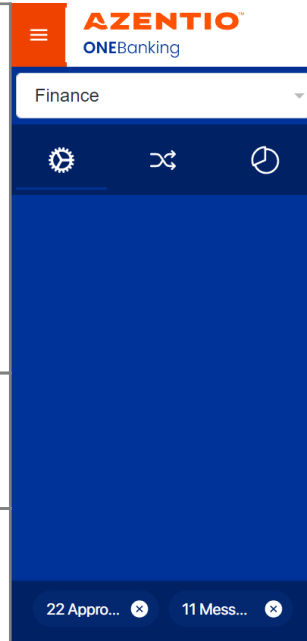 AZENTIO™
ONEBanking
Finance
22 Appro...
11 Mess...